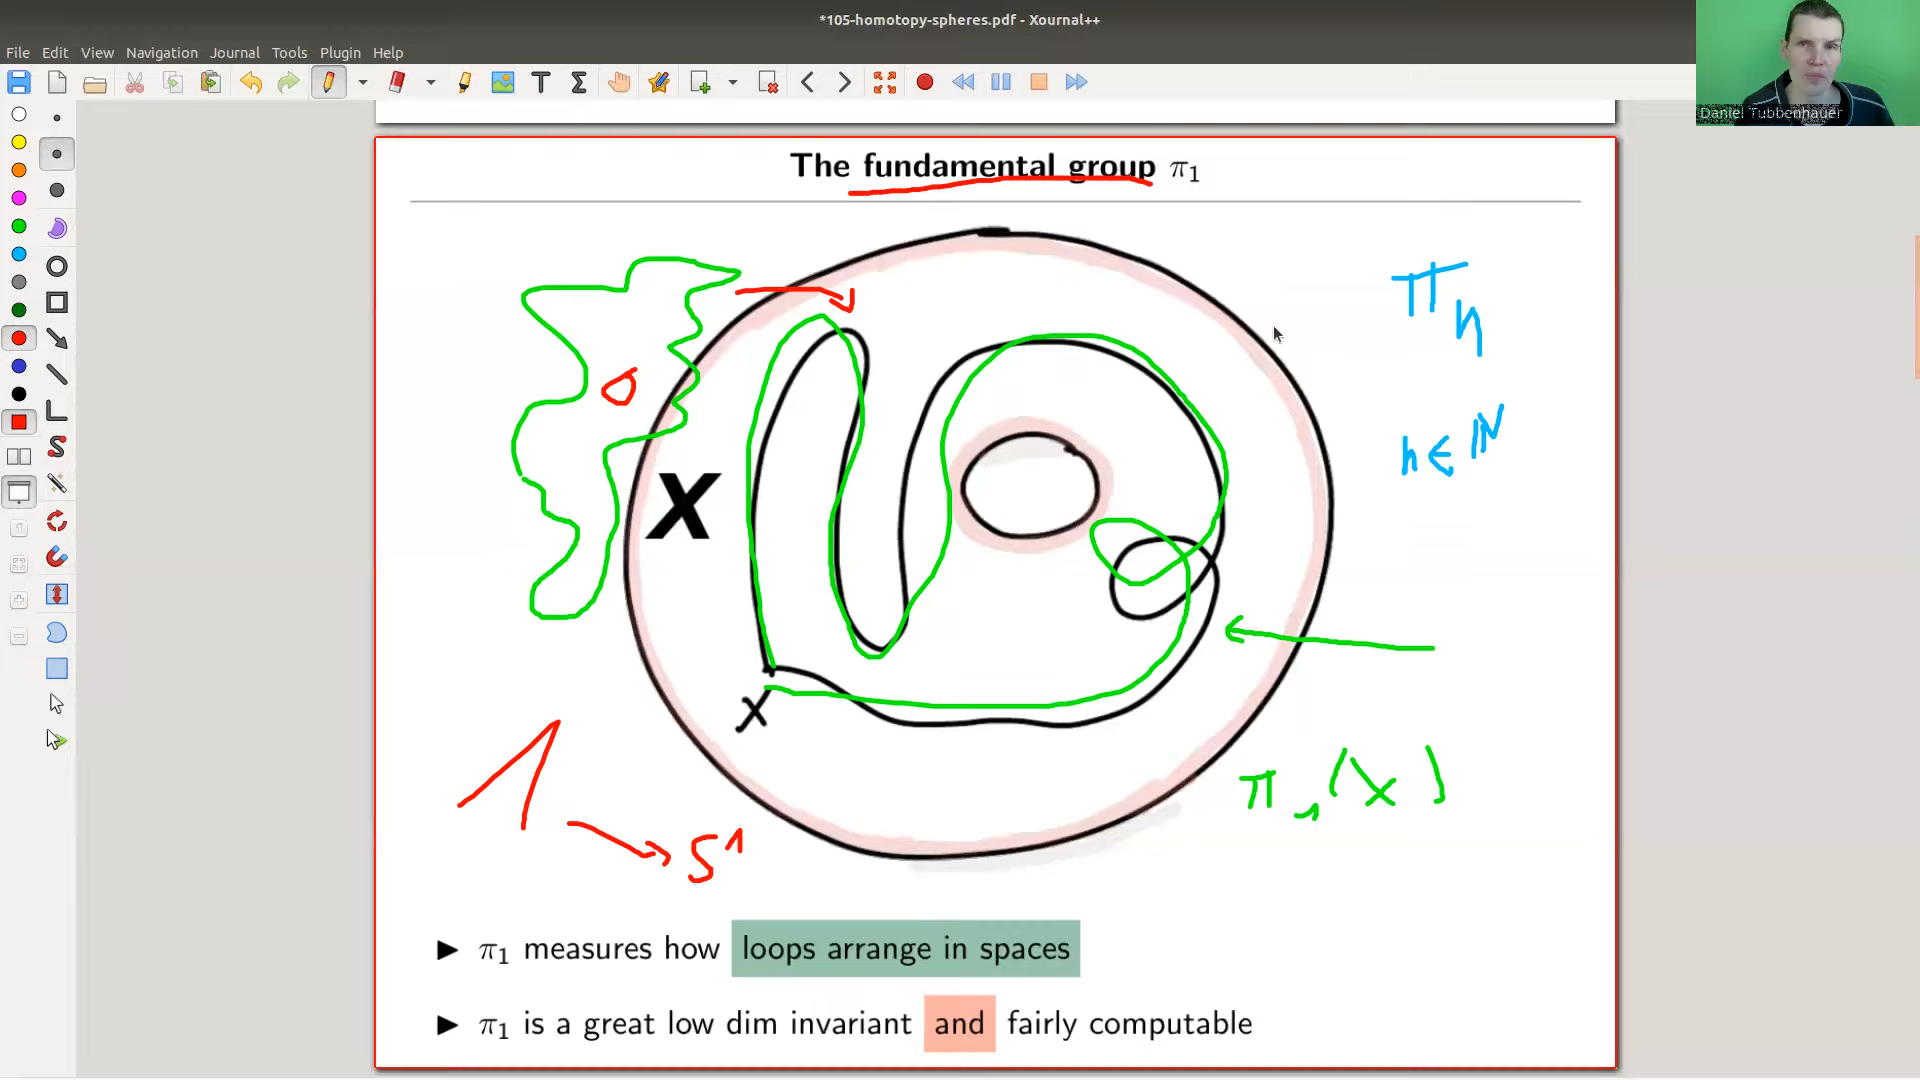 *105-homotopy-spheres.pdf - Xournal++
File Edit View Navigation Journal Tools Plugin Help
Daniel Tubbenhauer
The fundamental group π₁
πn
n∈ℕ
X
x
π₁(X)
1
S¹
▶ π₁ measures how loops arrange in spaces
▶ π₁ is a great low dim invariant and fairly computable